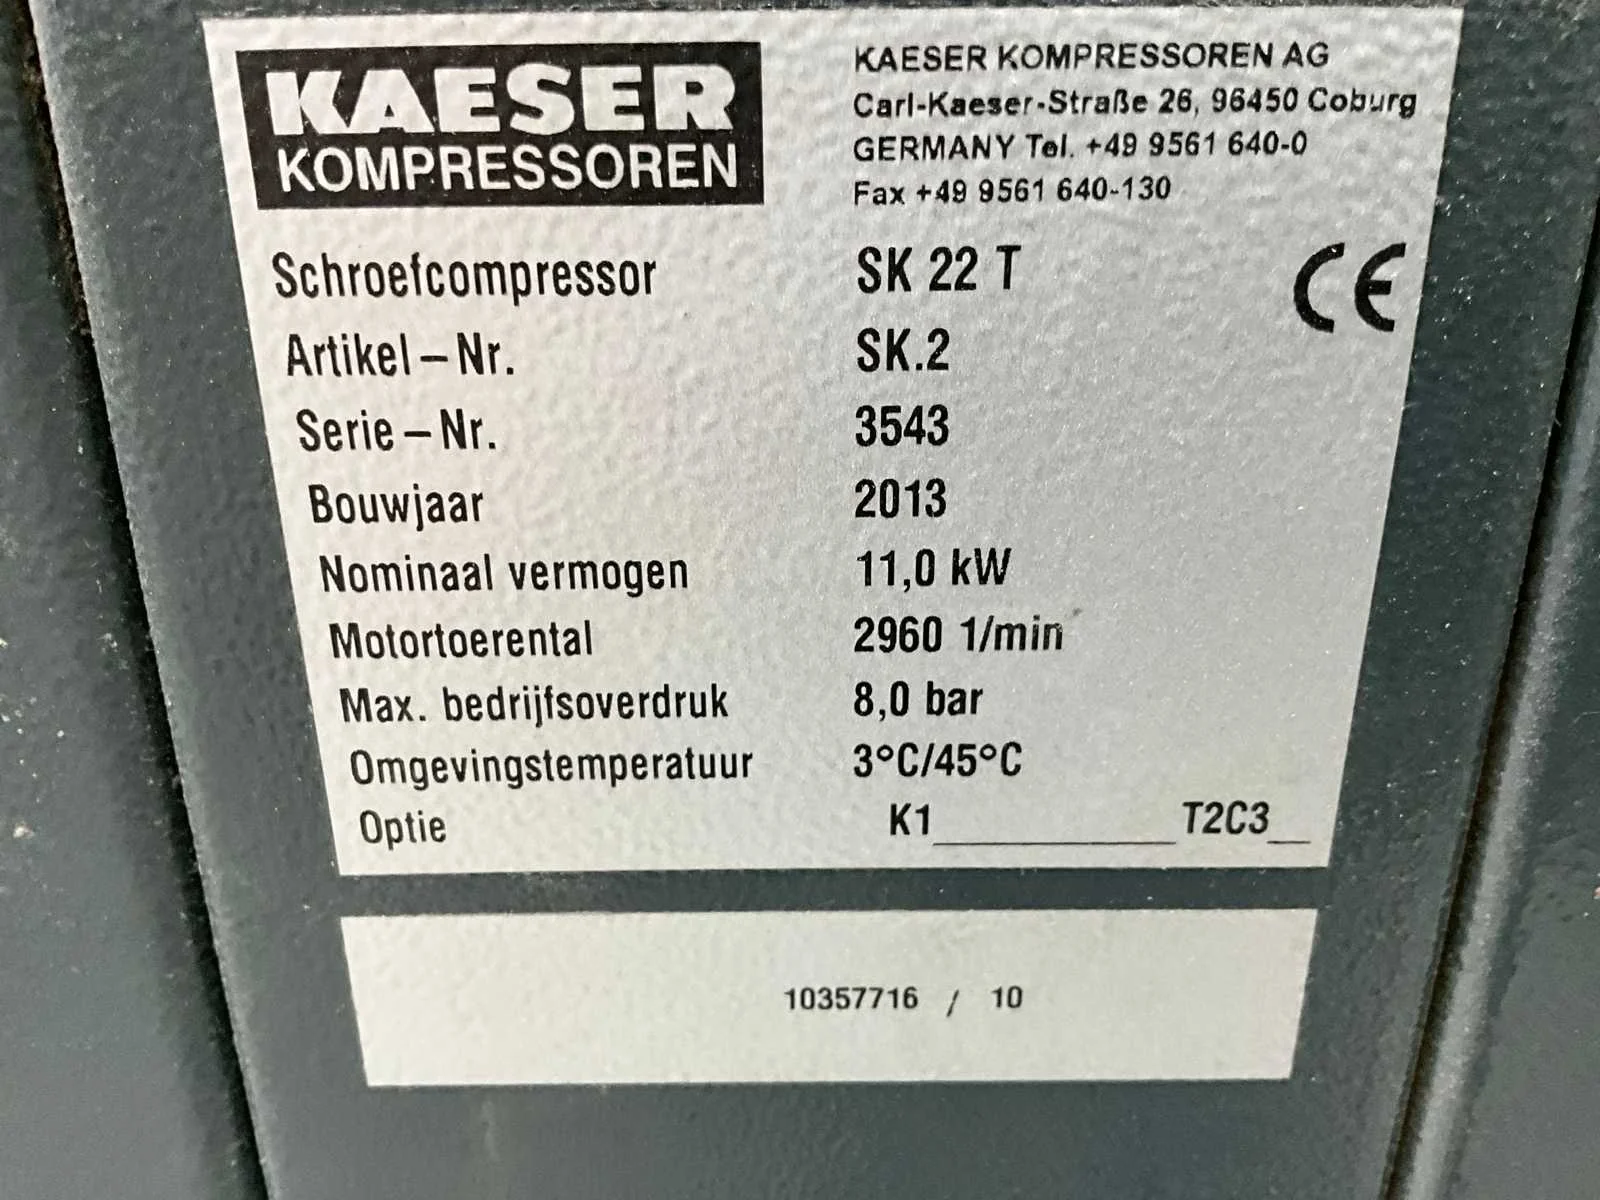 KAESER
KOMPRESSOREN
KAESER KOMPRESSOREN AG
Carl-Kaeser-Straße 26, 96450 Coburg
GERMANY Tel. +49 9561 640-0
Fax +49 9561 640-130
CE
Schroefcompressor SK 22 T
Artikel – Nr. SK.2
Serie – Nr. 3543
Bouwjaar 2013
Nominaal vermogen 11,0 kW
Motortoerental 2960 1/min
Max. bedrijfsoverdruk 8,0 bar
Omgevingstemperatuur 3°C/45°C
Optie K1__________ T2C3__
10357716 / 10